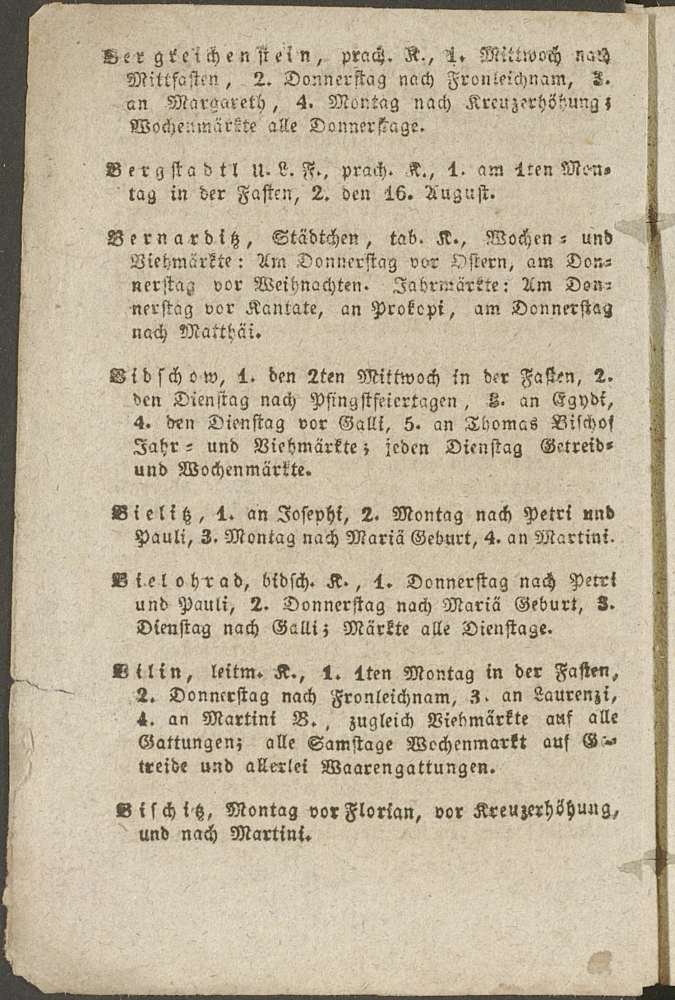 Bergreichenstein, prach. K., 1. Mittwoch nach
Mittfasten, 2. Donnerstag nach Fronleichnam, 3.
an Margareth, 4. Montag nach Kreuzerhöhung;
Wochenmärkte alle Donnerstage.
Bergstadtl U. L. F., prach. K., 1. am 1ten Mon-
tag in der Fasten, 2. den 16. August.
Bernarditz, Städtchen, tab. K., Wochen- und
Viehmärkte: Am Donnerstag vor Ostern, am Don-
nerstag vor Weihnachten. Jahrmärkte: Am Don-
nerstag vor Kantate, an Prokopi, am Donnerstag
nach Matthäi.
Bidschow, 1. den 2ten Mittwoch in der Fasten, 2.
den Dienstag nach Pfingstfeiertagen, 3. an Egydi,
4. den Dienstag vor Galli, 5. an Thomas Bischof
Jahr- und Viehmärkte; jeden Dienstag Getreid-
und Wochenmärkte.
Bielitz, 1. an Josephi, 2. Montag nach Petri und
Pauli, 3. Montag nach Mariä Geburt, 4. an Martini.
Bielohrad, bidsch. K., 1. Donnerstag nach Petri
und Pauli, 2. Donnerstag nach Mariä Geburt, 3.
Dienstag nach Galli; Märkte alle Dienstage.
Bilin, leitm. K., 1. 1ten Montag in der Fasten,
2. Donnerstag nach Fronleichnam, 3. an Laurenzi,
4. an Martini B., zugleich Viehmärkte auf alle
Gattungen; alle Samstage Wochenmarkt auf Ge-
treide und allerlei Waarengattungen.
Bischitz, Montag vor Florian, vor Kreuzerhöhung,
und nach Martini.